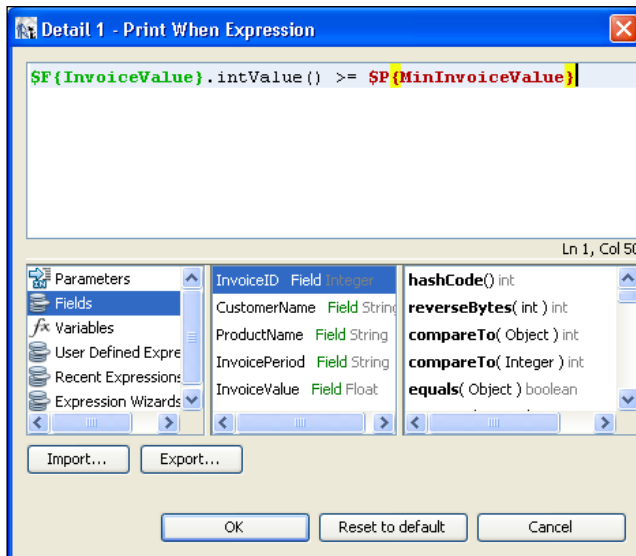 Detail 1 - Print When Expression
$F{InvoiceValue}.intValue() >= $P{MinInvoiceValue}
Ln 1, Col 50
Parameters
Fields
fx Variables
User Defined Expre
Recent Expressions
Expression Wizards
InvoiceID Field Integer
CustomerName Field String
ProductName Field String
InvoicePeriod Field String
InvoiceValue Field Float
hashCode() int
reverseBytes( int ) int
compareTo( Object ) int
compareTo( Integer ) int
equals( Object ) boolean
Import...
Export...
OK
Reset to default
Cancel